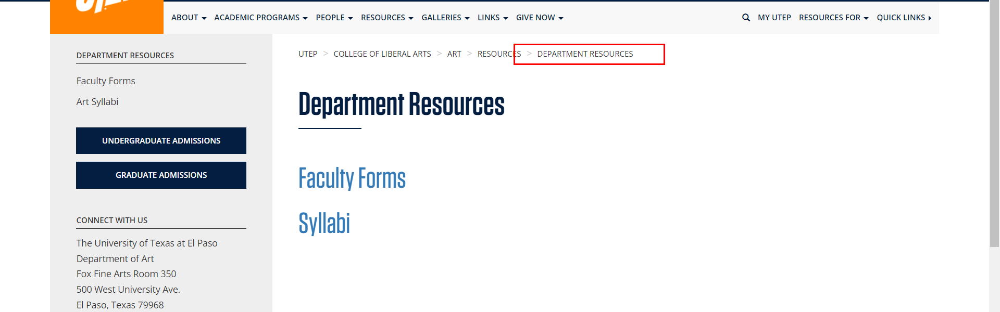 ABOUT ACADEMIC PROGRAMS PEOPLE RESOURCES GALLERIES LINKS GIVE NOW MY UTEP RESOURCES FOR QUICK LINKS
DEPARTMENT RESOURCES
Faculty Forms
Art Syllabi
UNDERGRADUATE ADMISSIONS
GRADUATE ADMISSIONS
CONNECT WITH US
The University of Texas at El Paso
Department of Art
Fox Fine Arts Room 350
500 West University Ave.
El Paso, Texas 79968
UTEP > COLLEGE OF LIBERAL ARTS > ART > RESOURCES > DEPARTMENT RESOURCES
Department Resources
Faculty Forms
Syllabi